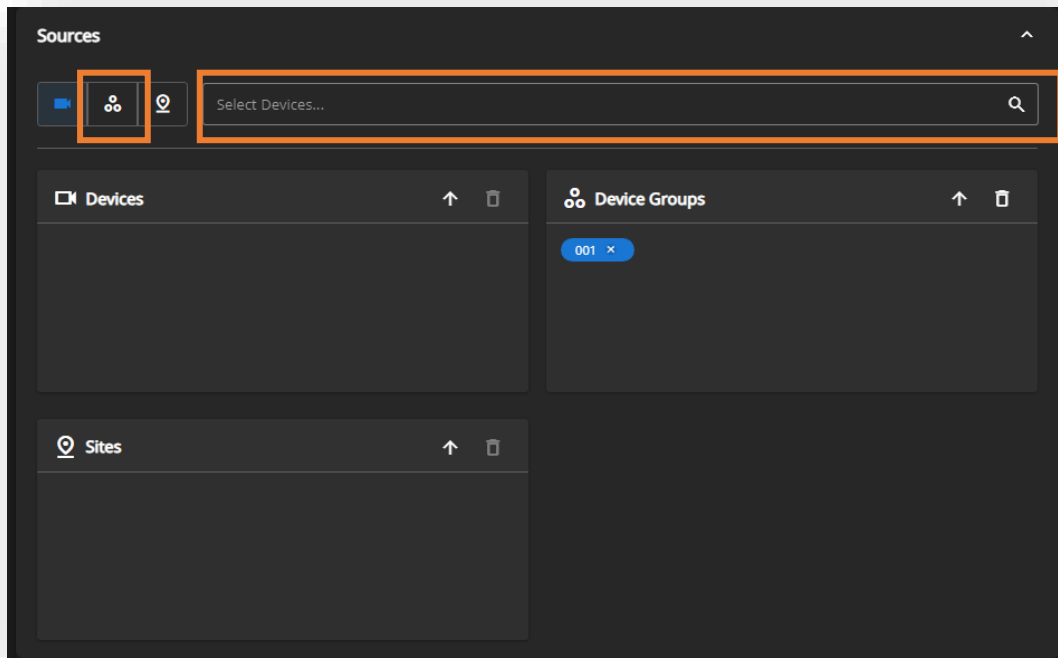 Sources
Select Devices...
Devices
Device Groups
001 ×
Sites